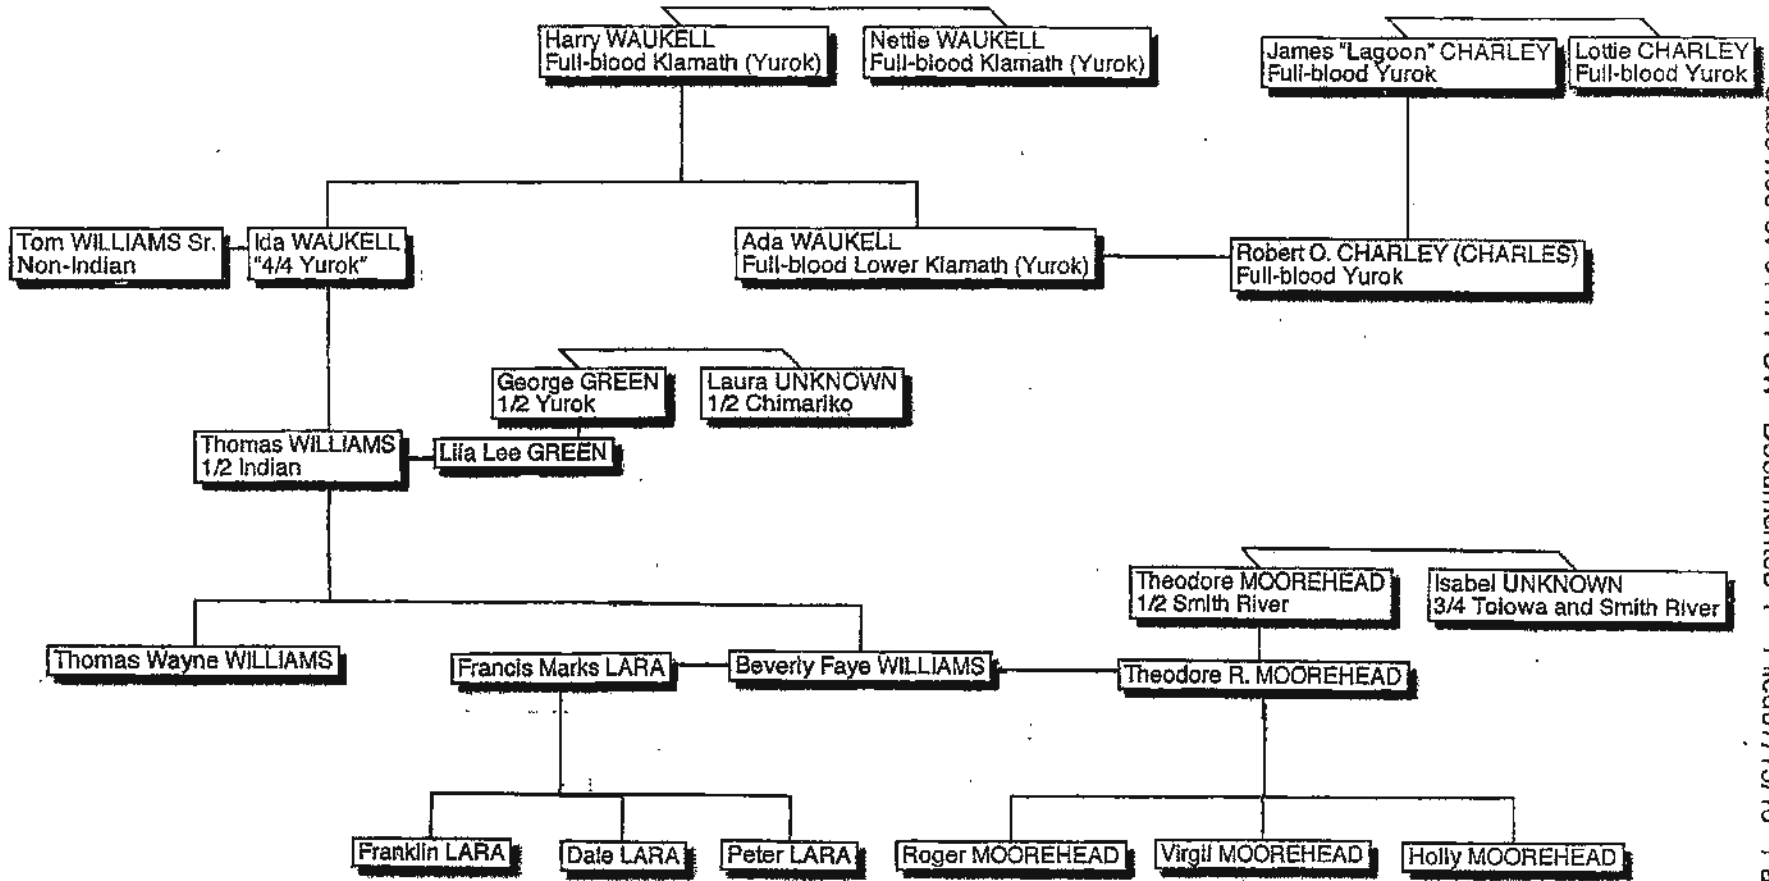 Harry WAUKELL
Full-blood Klamath (Yurok)
Nettie WAUKELL
Full-blood Klamath (Yurok)
James "Lagoon" CHARLEY
Full-blood Yurok
Lottie CHARLEY
Full-blood Yurok
Tom WILLIAMS Sr.
Non-Indian
Ida WAUKELL
"4/4 Yurok"
Ada WAUKELL
Full-blood Lower Klamath (Yurok)
Robert O. CHARLEY (CHARLES)
Full-blood Yurok
George GREEN
1/2 Yurok
Laura UNKNOWN
1/2 Chimariko
Thomas WILLIAMS
1/2 Indian
Lila Lee GREEN
Theodore MOOREHEAD
1/2 Smith River
Isabel UNKNOWN
3/4 Tolowa and Smith River
Thomas Wayne WILLIAMS
Francis Marks LARA
Beverly Faye WILLIAMS
Theodore R. MOOREHEAD
Franklin LARA
Dale LARA
Peter LARA
Roger MOOREHEAD
Virgil MOOREHEAD
Holly MOOREHEAD